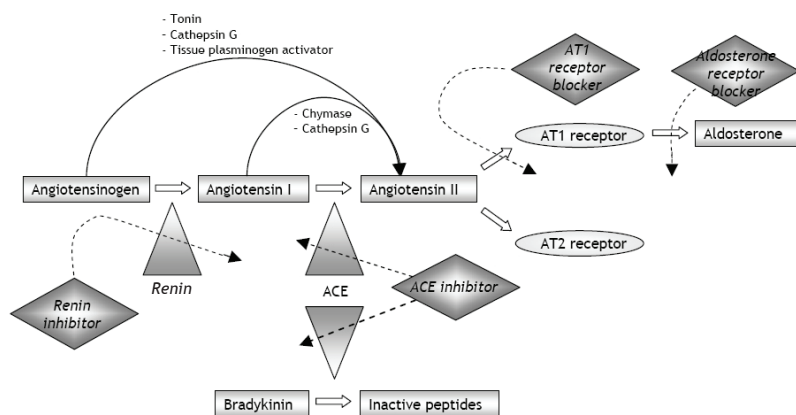 - Tonin
- Cathepsin G
- Tissue plasminogen activator
- Chymase
- Cathepsin G
AT1
receptor
blocker
Aldosterone
receptor
blocker
AT1 receptor
Aldosterone
Angiotensinogen
Angiotensin I
Angiotensin II
AT2 receptor
Renin
ACE
Renin
inhibitor
ACE inhibitor
Bradykinin
Inactive peptides